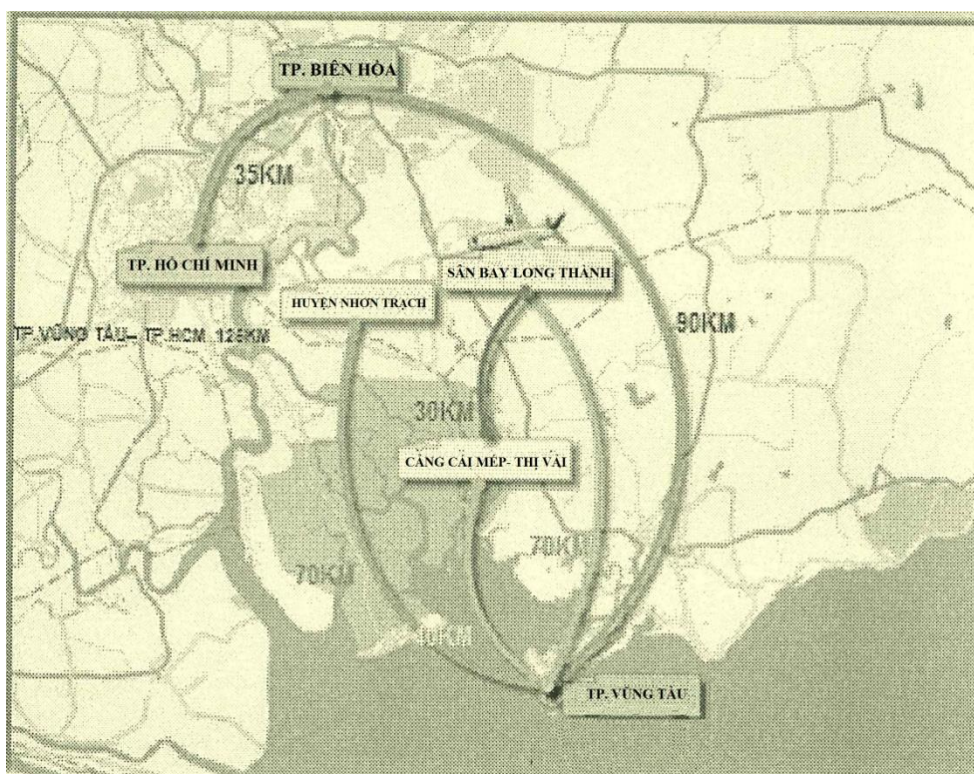 TP. BIÊN HÒA
35KM
TP. HỒ CHÍ MINH
SÂN BAY LONG THÀNH
HUYỆN NHƠN TRẠCH
TP.VŨNG TÀU– TP.HCM 125KM
90KM
30KM
CẢNG CÁI MÉP- THỊ VẢI
70KM
70KM
40KM
TP. VŨNG TÀU